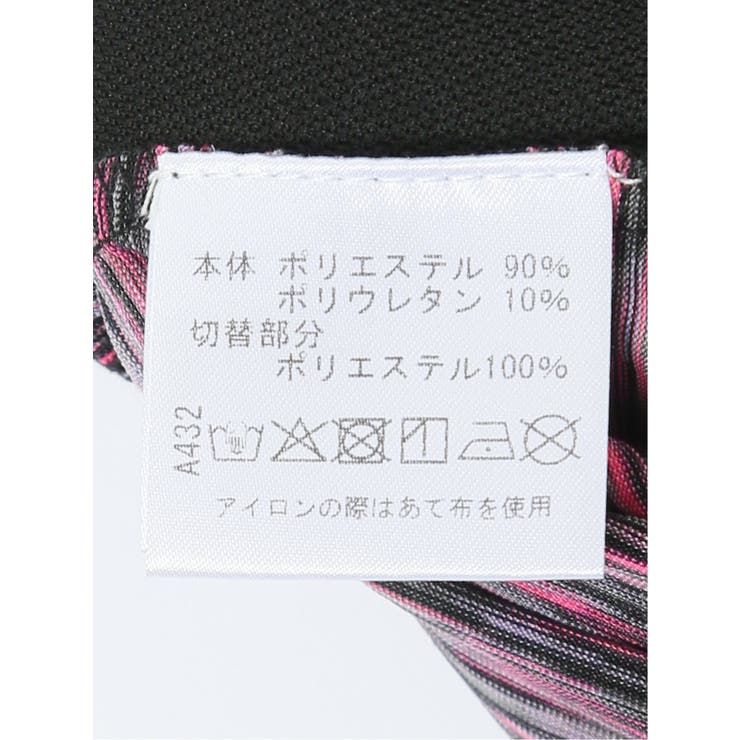 本体 ポリエステル 90%
ポリウレタン 10%
切替部分
ポリエステル100%
A432
アイロンの際はあて布を使用